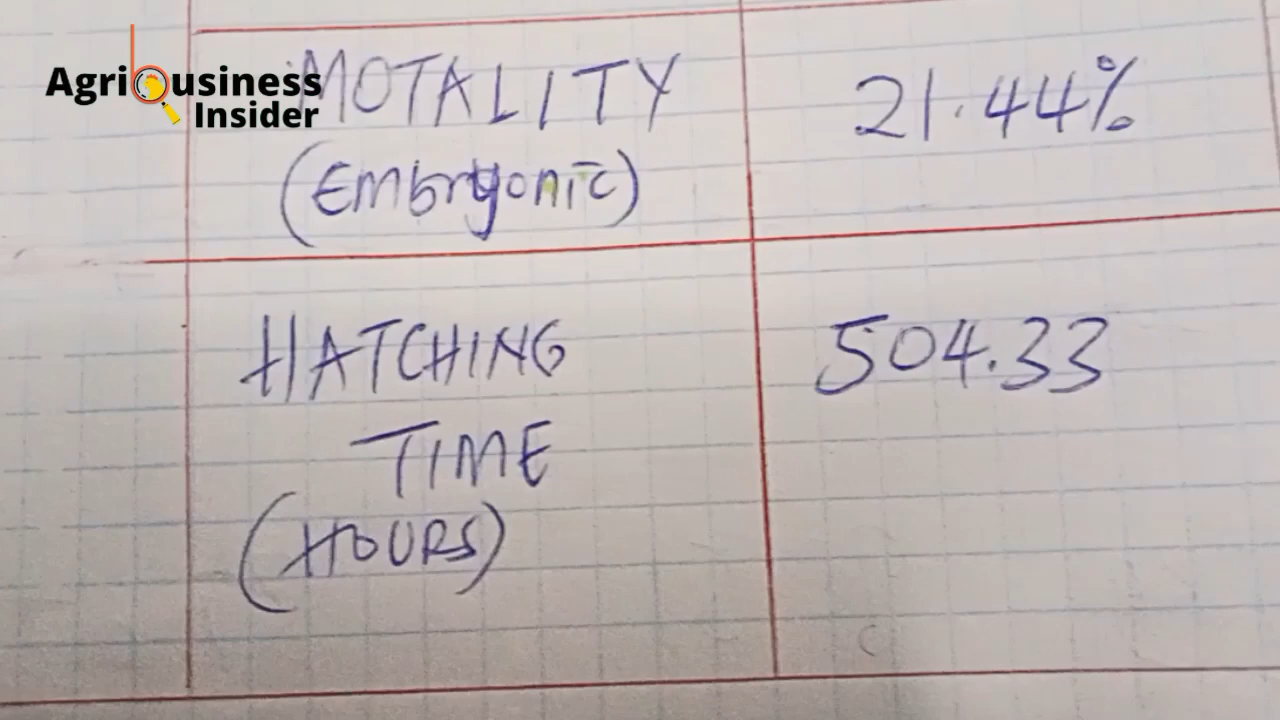 Agribusiness
Insider
MOTALITY
(Embryonic)
21.44%
HATCHING
TIME
(HOURS)
504.33